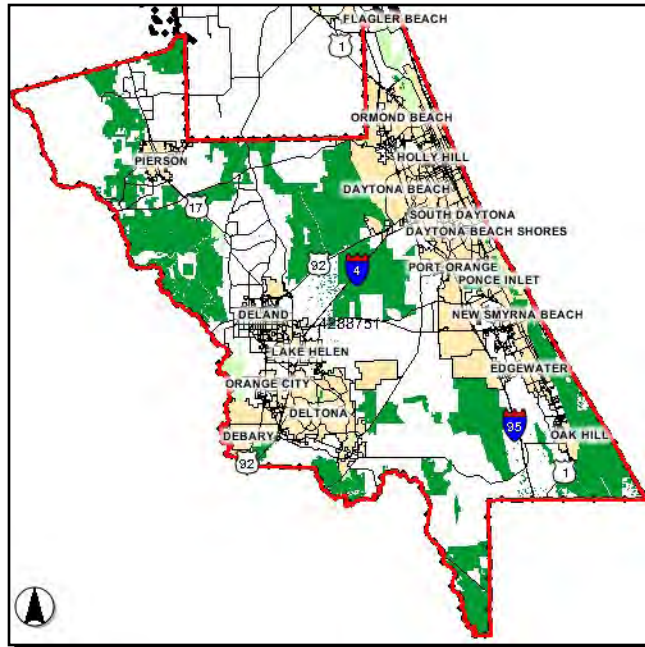 FLAGLER BEACH
1
ORMOND BEACH
HOLLY HILL
PIERSON
DAYTONA BEACH
17
SOUTH DAYTONA
DAYTONA BEACH SHORES
92
4
PORT ORANGE
PONCE INLET
DELAND
NEW SMYRNA BEACH
LAKE HELEN
EDGEWATER
ORANGE CITY
DELTONA
95
DEBARY
OAK HILL
92
1